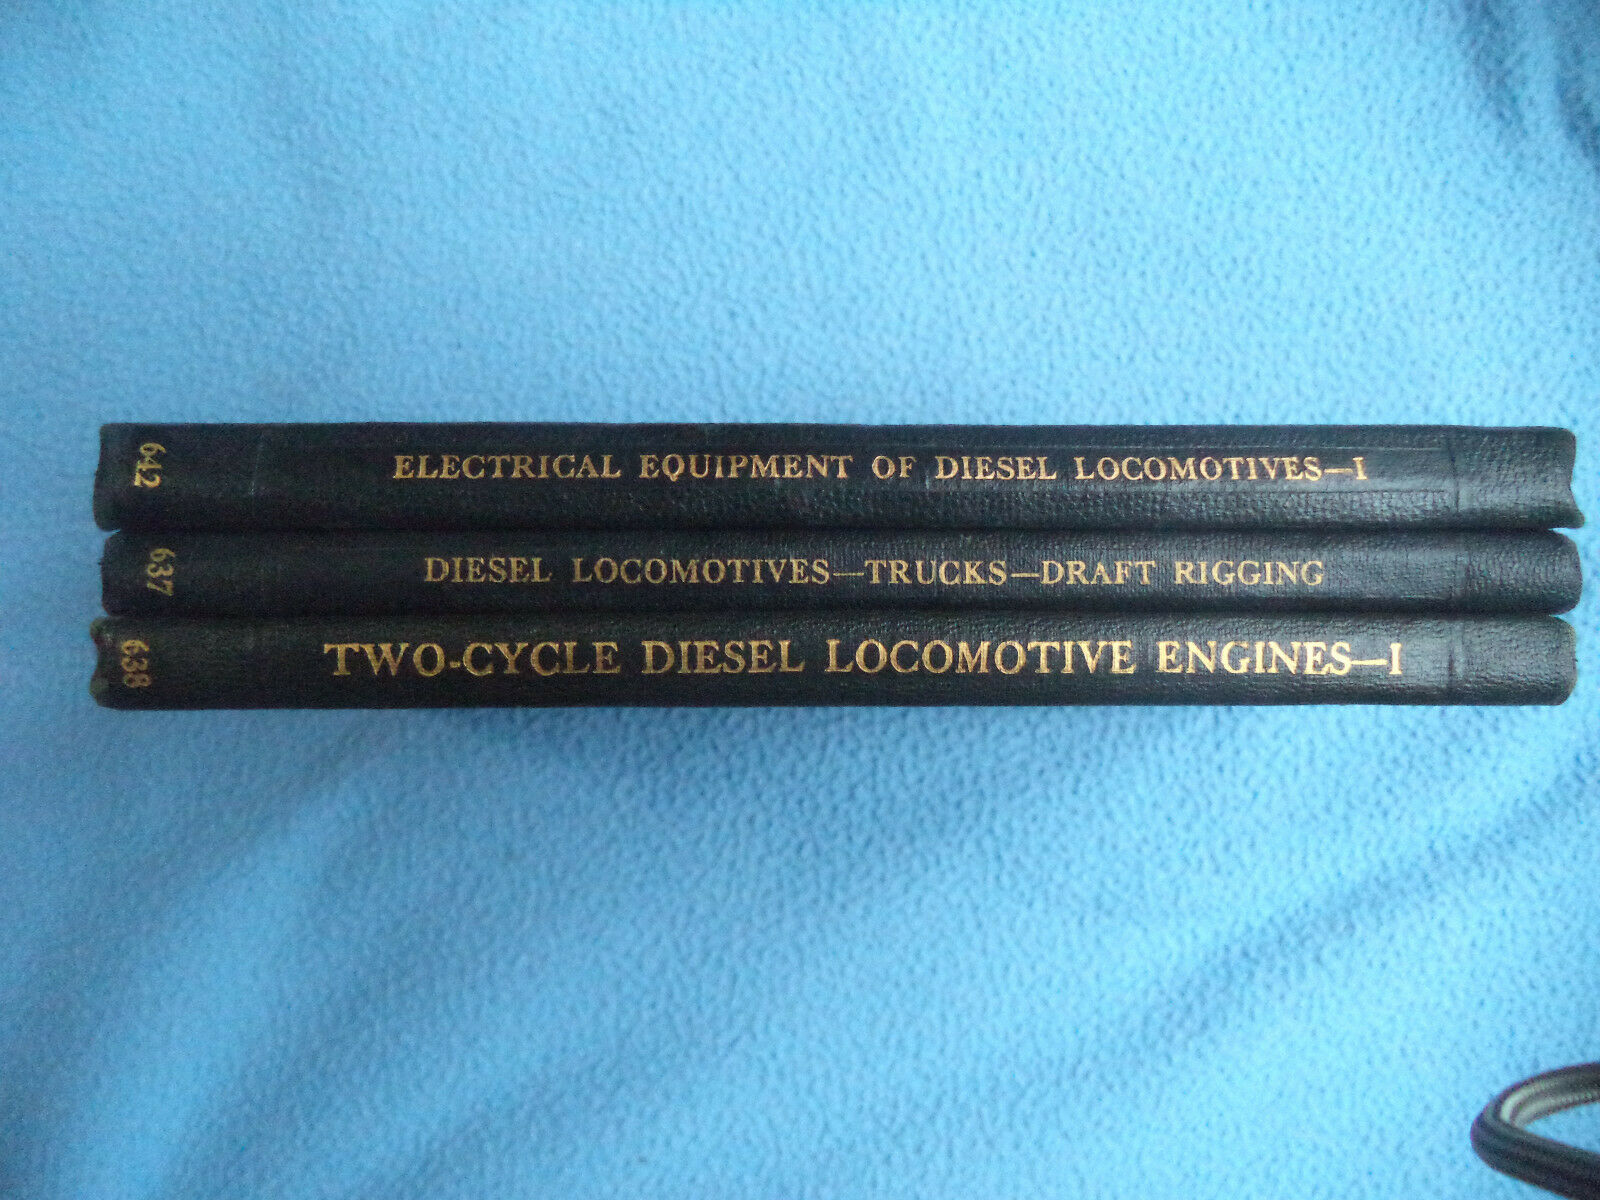 642 ELECTRICAL EQUIPMENT OF DIESEL LOCOMOTIVES—I
637 DIESEL LOCOMOTIVES—TRUCKS—DRAFT RIGGING
638 TWO-CYCLE DIESEL LOCOMOTIVE ENGINES—I